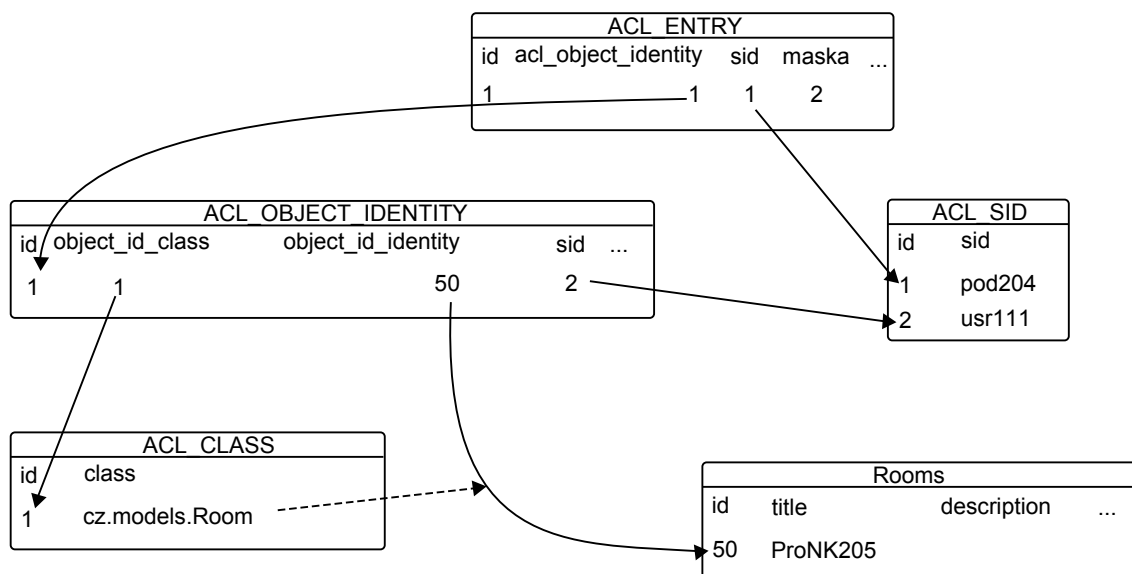 ACL_ENTRY
id acl_object_identity sid maska ...
1 1 1 2
ACL_OBJECT_IDENTITY
id object_id_class object_id_identity sid ...
1 1 50 2
ACL_SID
id sid
1 pod204
2 usr111
ACL_CLASS
id class
1 cz.models.Room
Rooms
id title description ...
50 ProNK205